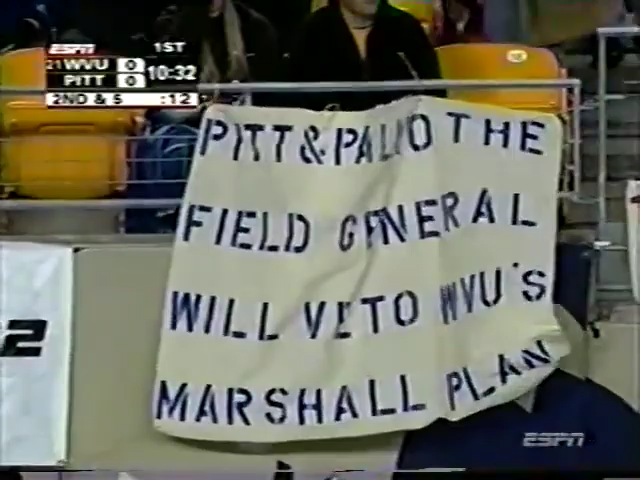 ESPN 1ST
21 WVU 0
PITT 0 10:32
2ND & 5 :12
PITT & PALKO THE
FIELD GENERAL
WILL VETO WVU'S
MARSHALL PLAN
2
ESPN